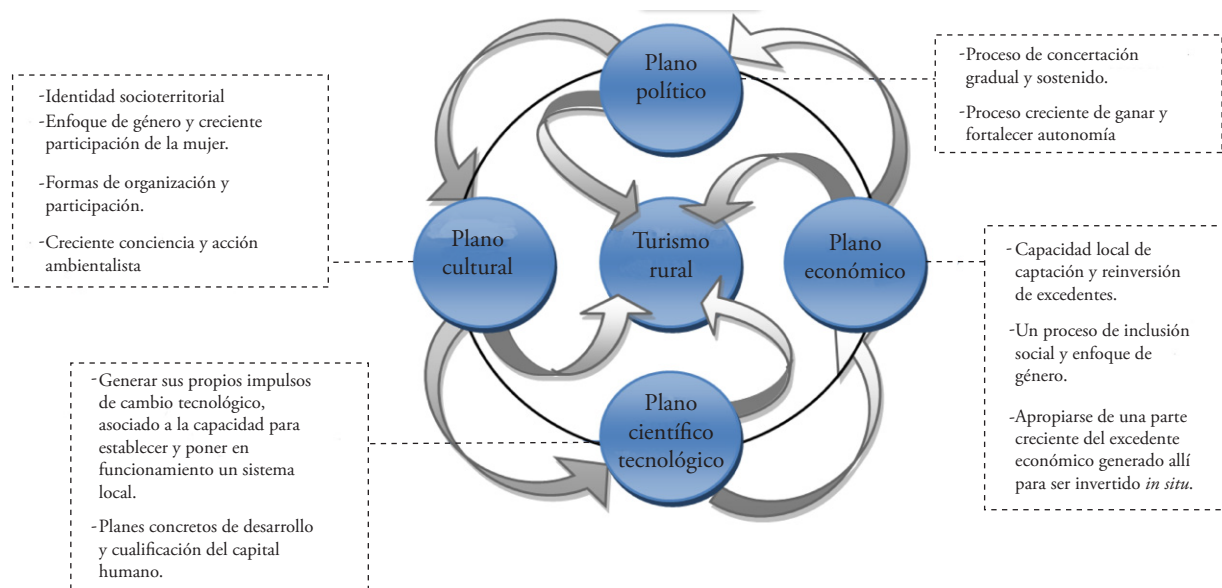 Plano
político
-Proceso de concertación
gradual y sostenido.
-Proceso creciente de ganar y
fortalecer autonomía
-Identidad socioterritorial
-Enfoque de género y creciente
participación de la mujer.
-Formas de organización y
participación.
-Creciente conciencia y acción
ambientalista
Plano
cultural
Turismo
rural
Plano
económico
- Capacidad local de
captación y reinversión
de excedentes.
-Un proceso de inclusión
social y enfoque de
género.
-Apropiarse de una parte
creciente del excedente
económico generado allí
para ser invertido in situ.
-Generar sus propios impulsos
de cambio tecnológico,
asociado a la capacidad para
establecer y poner en
funcionamiento un sistema
local.
-Planes concretos de desarrollo
y cualificación del capital
humano.
Plano
científico
tecnológico